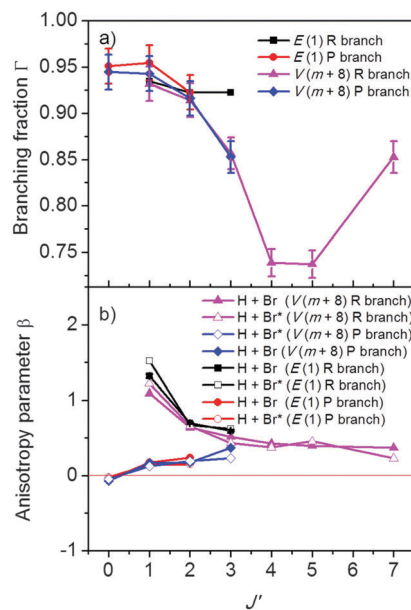 a)
E (1) R branch
E (1) P branch
V (m + 8) R branch
V (m + 8) P branch
Branching fraction Γ
1.00
0.95
0.90
0.85
0.80
0.75
b)
H + Br (V (m + 8) R branch)
H + Br* (V (m + 8) R branch)
H + Br* (V (m + 8) P branch)
H + Br (V (m + 8) P branch)
H + Br (E (1) R branch)
H + Br* (E (1) R branch)
H + Br (E (1) P branch)
H + Br* (E (1) P branch)
Anisotropy parameter β
2
1
0
-1
0 1 2 3 4 5 6 7
J'